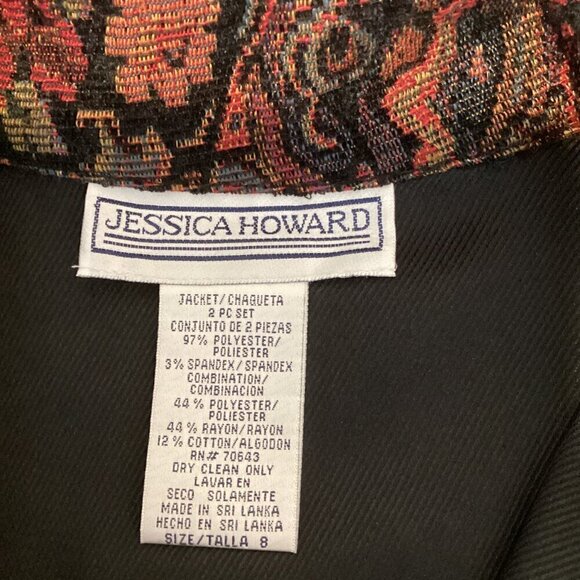 JESSICA HOWARD
JACKET/CHAQUETA
2 PC SET
CONJUNTO DE 2 PIEZAS
97% POLYESTER/
POLIESTER
3% SPANDEX/SPANDEX
COMBINATION/
COMBINACION
44% POLYESTER/
POLIESTER
44% RAYON/RAYON
12% COTTON/ALGODON
RN# 70643
DRY CLEAN ONLY
LAVAR EN
SECO SOLAMENTE
MADE IN SRI LANKA
HECHO EN SRI LANKA
SIZE/TALLA 8